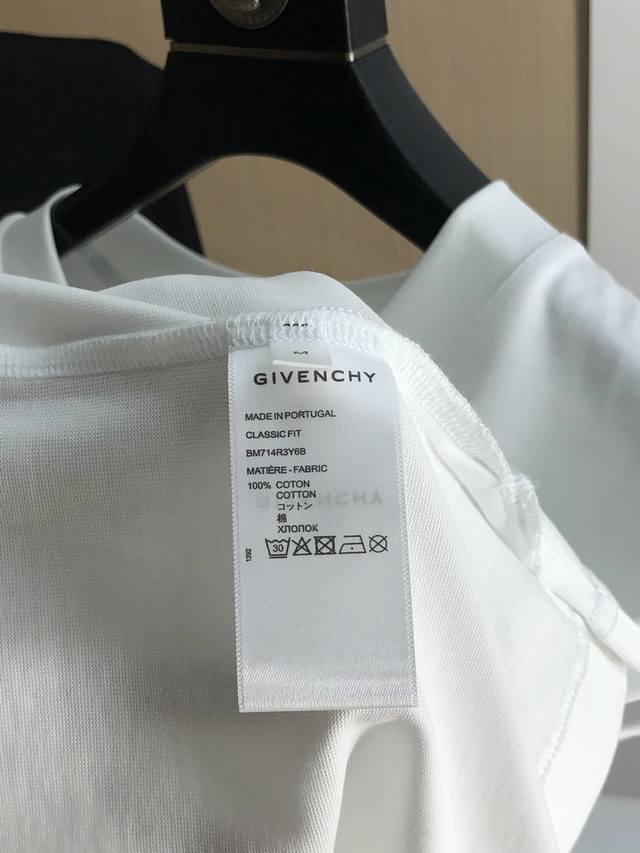 M
GIVENCHY
MADE IN PORTUGAL
CLASSIC FIT
BM714R3Y6B
MATIÈRE - FABRIC
100% COTON
COTTON
コットン
棉
ХЛОПОК
30
1292